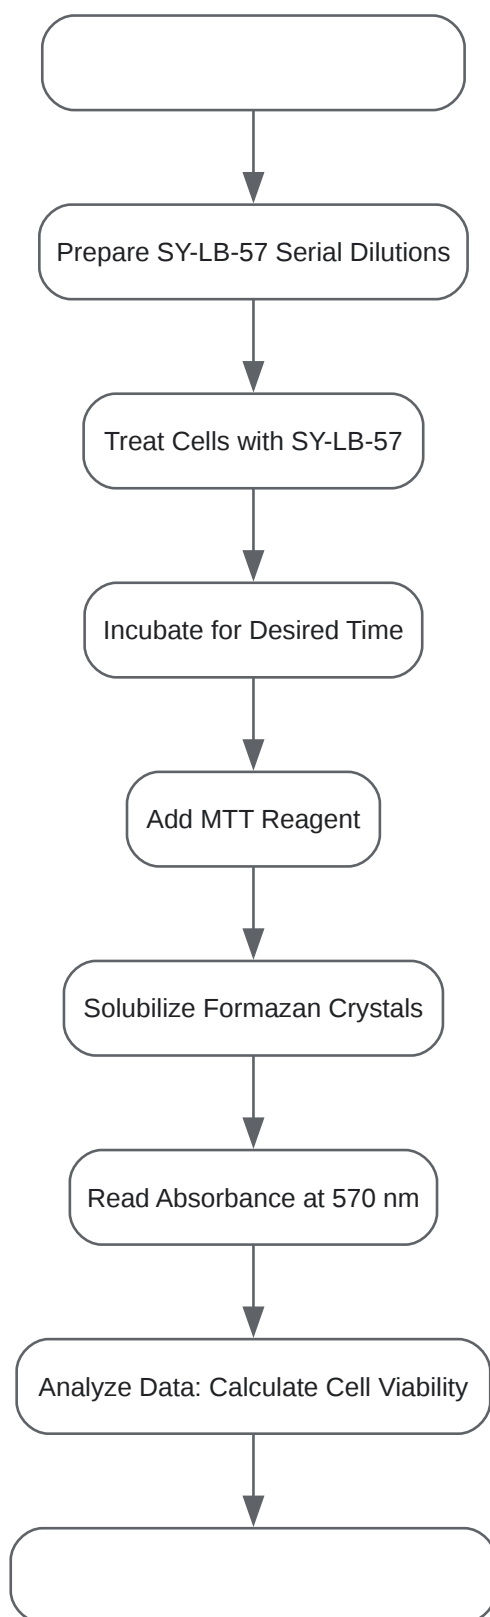 Prepare SY-LB-57 Serial Dilutions
Treat Cells with SY-LB-57
Incubate for Desired Time
Add MTT Reagent
Solubilize Formazan Crystals
Read Absorbance at 570 nm
Analyze Data: Calculate Cell Viability